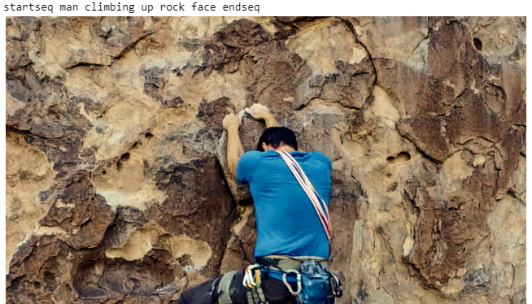 startseq man climbing up rock face endseq